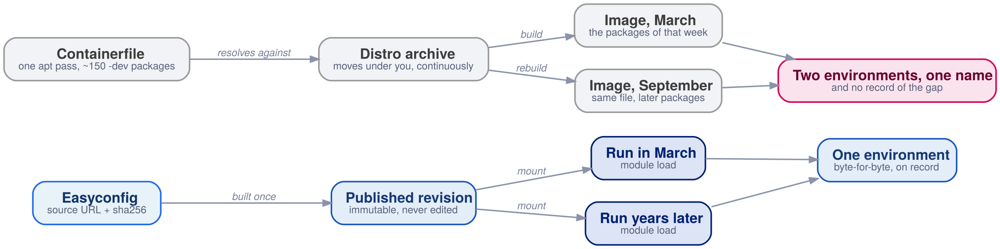 Containerfile
one apt pass, ~150 -dev packages
resolves against
Distro archive
moves under you, continuously
build
rebuild
Image, March
the packages of that week
Image, September
same file, later packages
Two environments, one name
and no record of the gap
Easyconfig
source URL + sha256
built once
Published revision
immutable, never edited
mount
mount
Run in March
module load
Run years later
module load
One environment
byte-for-byte, on record